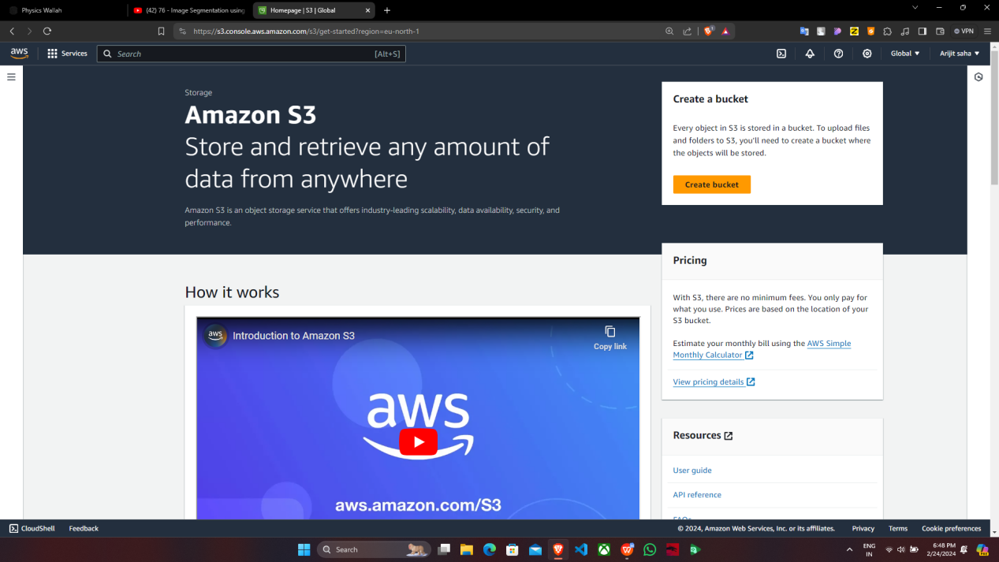 Physics Wallah
(42) 76 - Image Segmentation using
Homepage | S3 | Global
https://s3.console.aws.amazon.com/s3/get-started?region=eu-north-1
VPN
aws
Services
Search
[Alt+S]
Global
Arijit saha
Storage
Amazon S3
Store and retrieve any amount of
data from anywhere
Amazon S3 is an object storage service that offers industry-leading scalability, data availability, security, and
performance.
Create a bucket
Every object in S3 is stored in a bucket. To upload files
and folders to S3, you'll need to create a bucket where
the objects will be stored.
Create bucket
How it works
aws
Introduction to Amazon S3
Copy link
aws
aws.amazon.com/S3
Pricing
With S3, there are no minimum fees. You only pay for
what you use. Prices are based on the location of your
S3 bucket.
Estimate your monthly bill using the AWS Simple
Monthly Calculator
View pricing details
Resources
User guide
API reference
FAQs
CloudShell
Feedback
© 2024, Amazon Web Services, Inc. or its affiliates.
Privacy
Terms
Cookie preferences
Search
ENG
IN
6:48 PM
2/24/2024